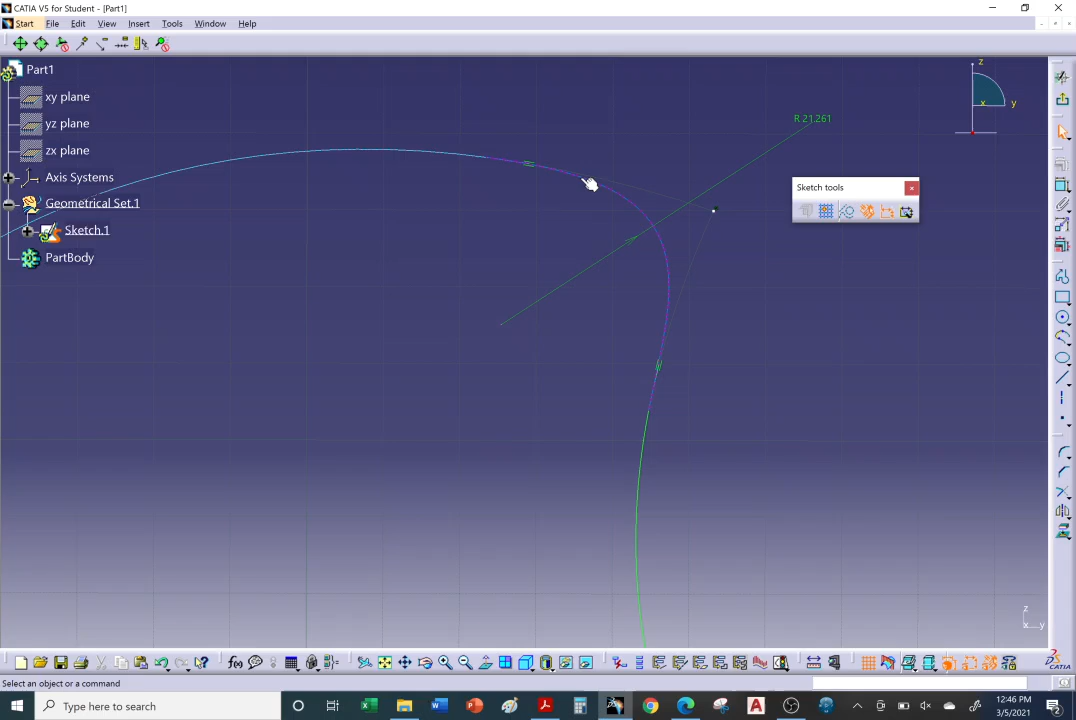 CATIA V5 for Student - [Part1]
Start File Edit View Insert Tools Window Help
Part1
xy plane
yz plane
zx plane
Axis Systems
Geometrical Set.1
Sketch.1
PartBody
R 21.261
z
x
y
Sketch tools
z
x
y
f(x)
CATIA
Select an object or a command
Type here to search
12:46 PM
3/5/2021
2